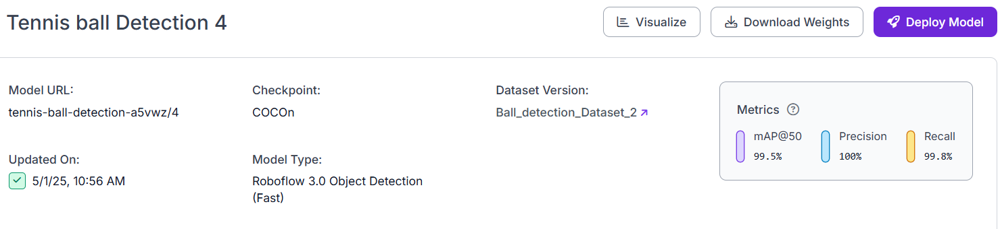 Tennis ball Detection 4
Visualize
Download Weights
Deploy Model
Model URL:
tennis-ball-detection-a5vwz/4
Checkpoint:
COCOn
Dataset Version:
Ball_detection_Dataset_2
Updated On:
5/1/25, 10:56 AM
Model Type:
Roboflow 3.0 Object Detection
(Fast)
Metrics ?
mAP@50
99.5%
Precision
100%
Recall
99.8%